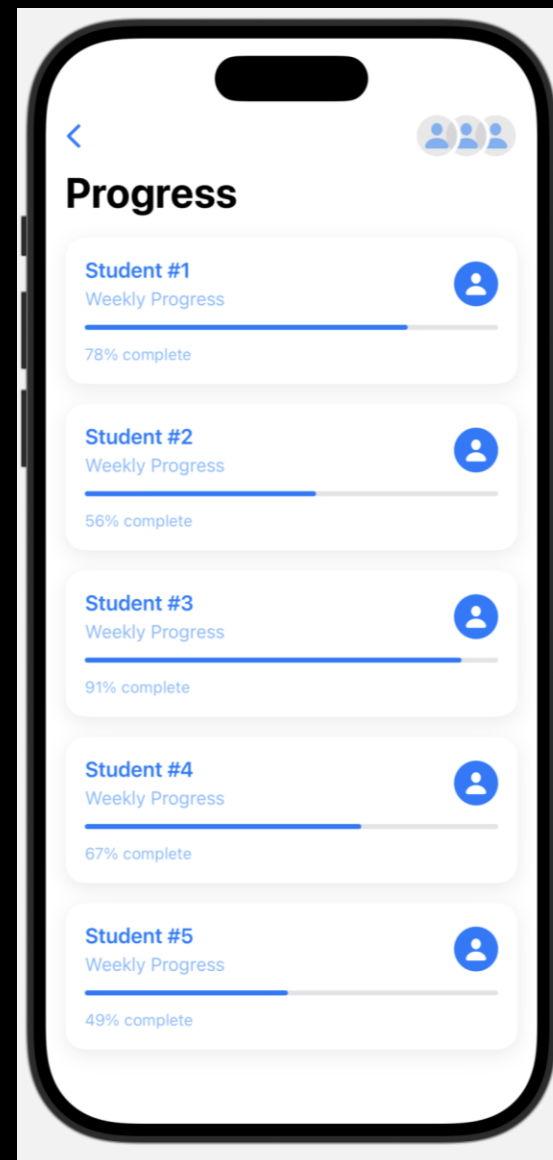 Progress
Student #1
Weekly Progress
78% complete
Student #2
Weekly Progress
56% complete
Student #3
Weekly Progress
91% complete
Student #4
Weekly Progress
67% complete
Student #5
Weekly Progress
49% complete